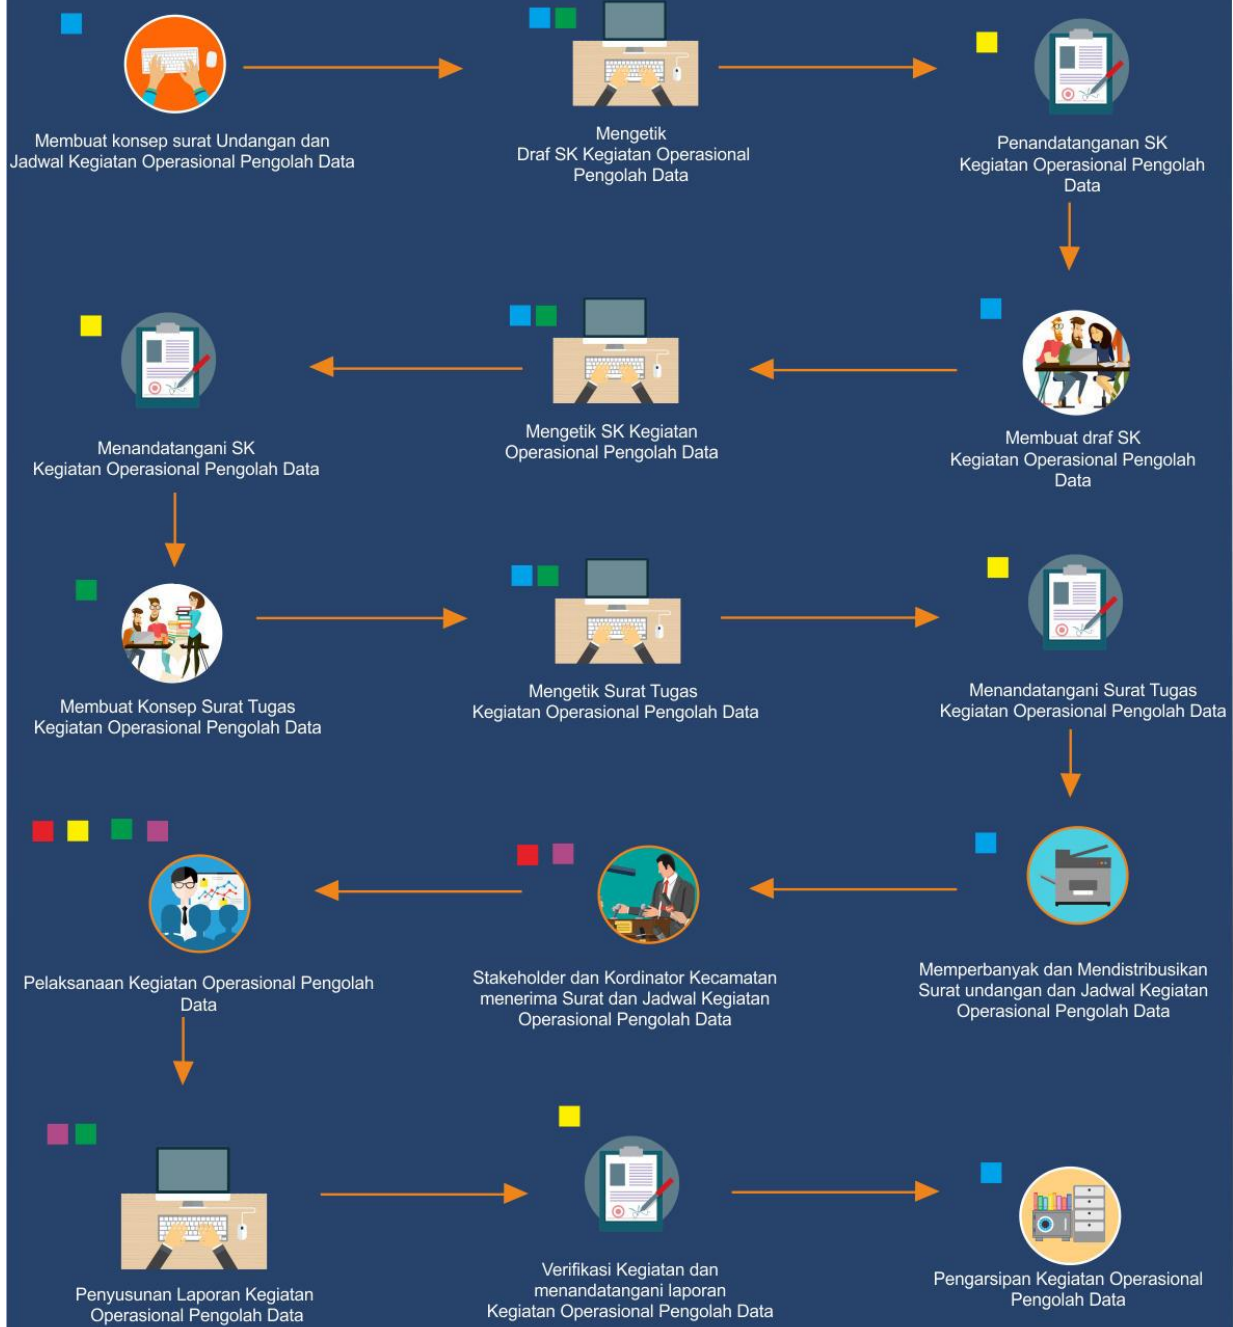 Membuat konsep surat Undangan dan
Jadwal Kegiatan Operasional Pengolah Data
Mengetik
Draf SK Kegiatan Operasional
Pengolah Data
Penandatanganan SK
Kegiatan Operasional Pengolah
Data
Membuat draf SK
Kegiatan Operasional Pengolah
Data
Mengetik SK Kegiatan
Operasional Pengolah Data
Menandatangani SK
Kegiatan Operasional Pengolah Data
Membuat Konsep Surat Tugas
Kegiatan Operasional Pengolah Data
Mengetik Surat Tugas
Kegiatan Operasional Pengolah Data
Menandatangani Surat Tugas
Kegiatan Operasional Pengolah Data
Memperbanyak dan Mendistribusikan
Surat undangan dan Jadwal Kegiatan
Operasional Pengolah Data
Stakeholder dan Kordinator Kecamatan
menerima Surat dan Jadwal Kegiatan
Operasional Pengolah Data
Pelaksanaan Kegiatan Operasional Pengolah
Data
Penyusunan Laporan Kegiatan
Operasional Pengolah Data
Verifikasi Kegiatan dan
menandatangani laporan
Kegiatan Operasional Pengolah Data
Pengarsipan Kegiatan Operasional
Pengolah Data